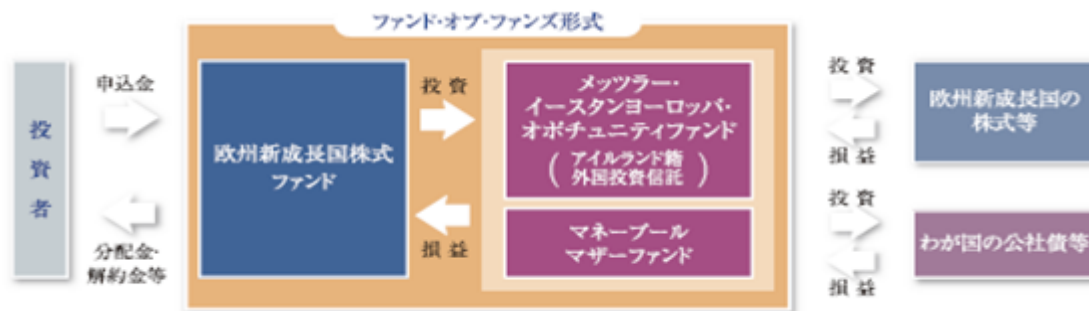 ファンド・オブ・ファンズ形式
投資者
申込金
分配金・
解約金等
欧州新成長国株式
ファンド
投資
損益
メッツラー・
イースタンヨーロッパ・
オポチュニティファンド
(アイルランド籍
外国投資信託)
マネープール
マザーファンド
投資
損益
欧州新成長国の
株式等
投資
損益
わが国の公社債等